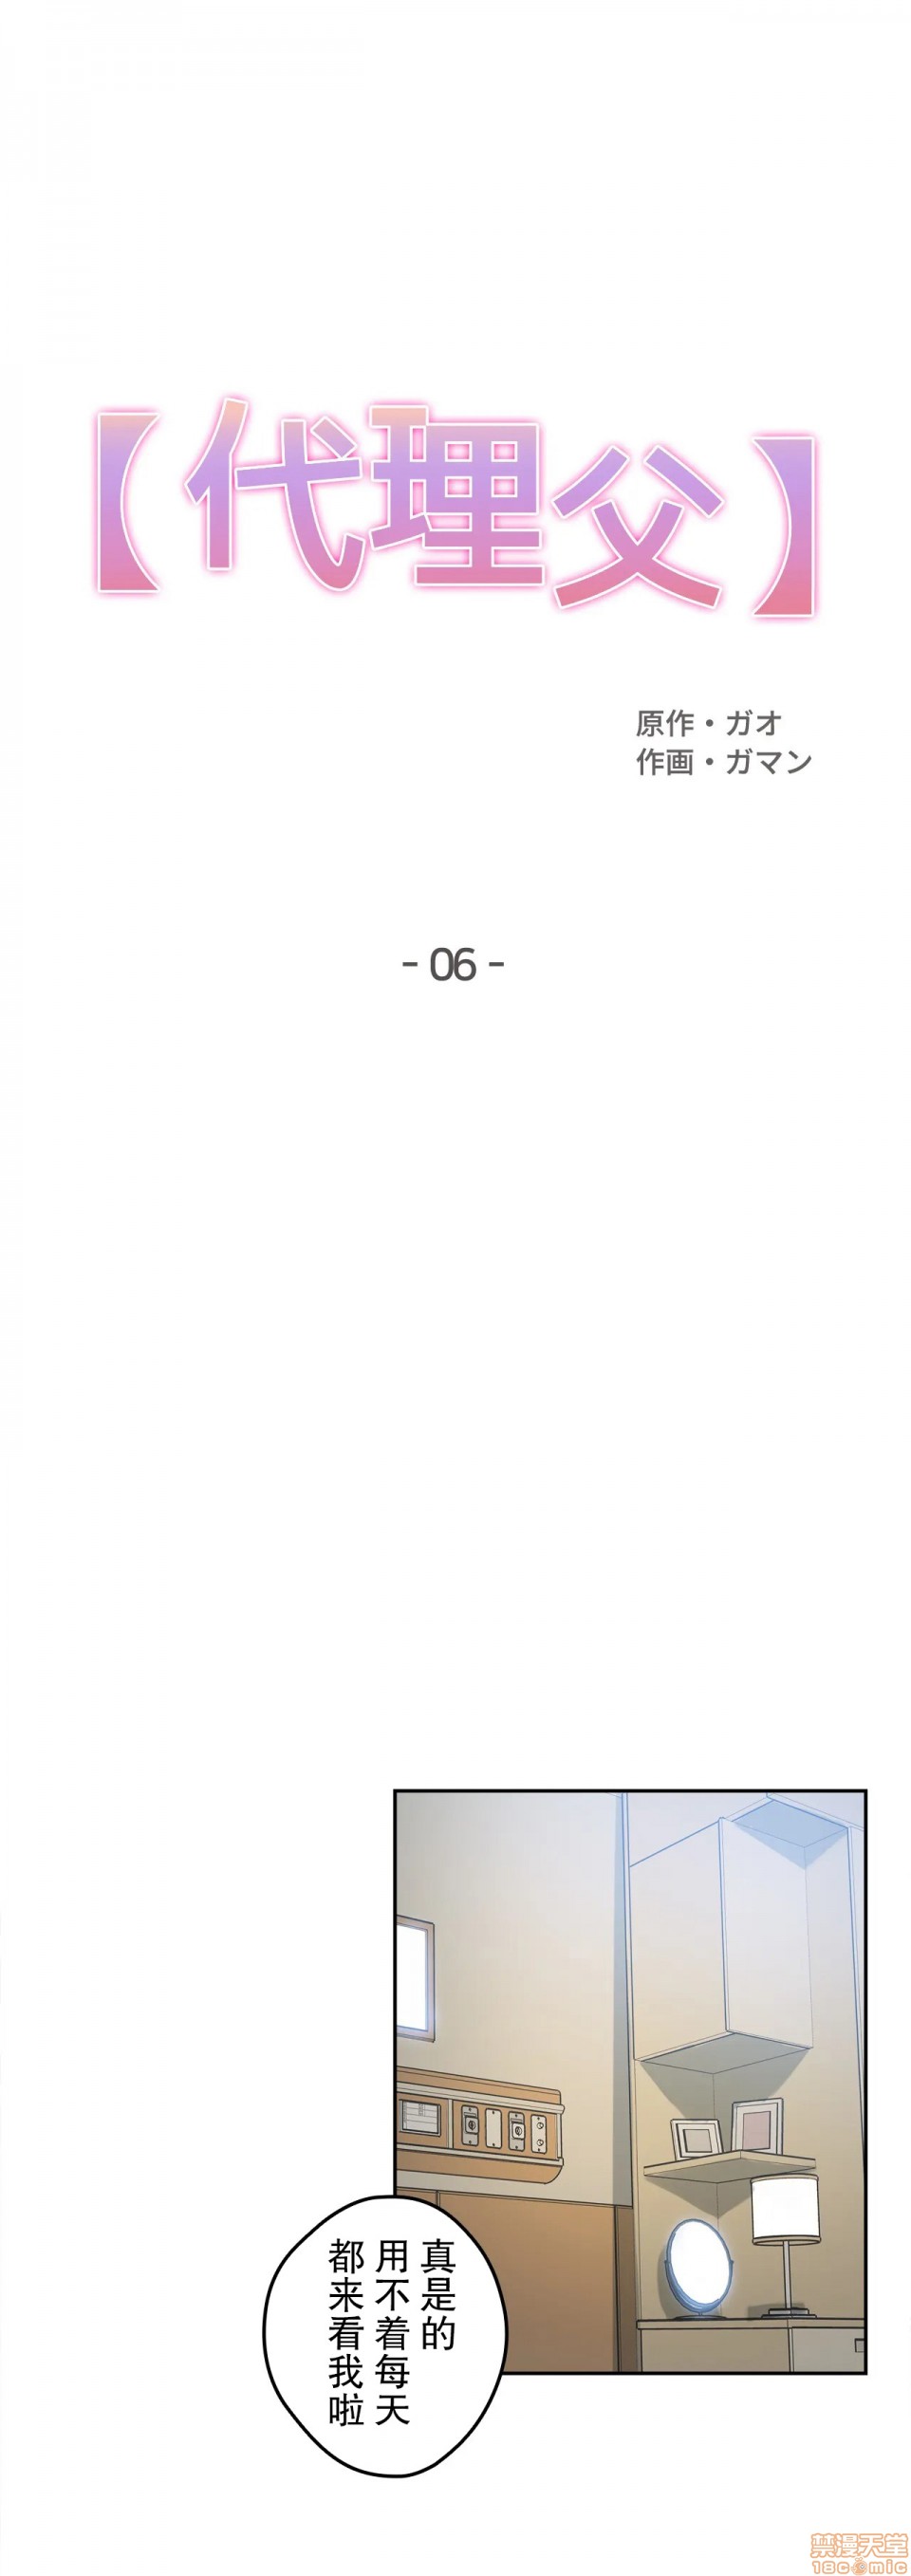 【代理父】
原作・ガオ
作画・ガマン
- 06 -
真是的
用不着每天
都来看我啦
禁漫天堂
18comic